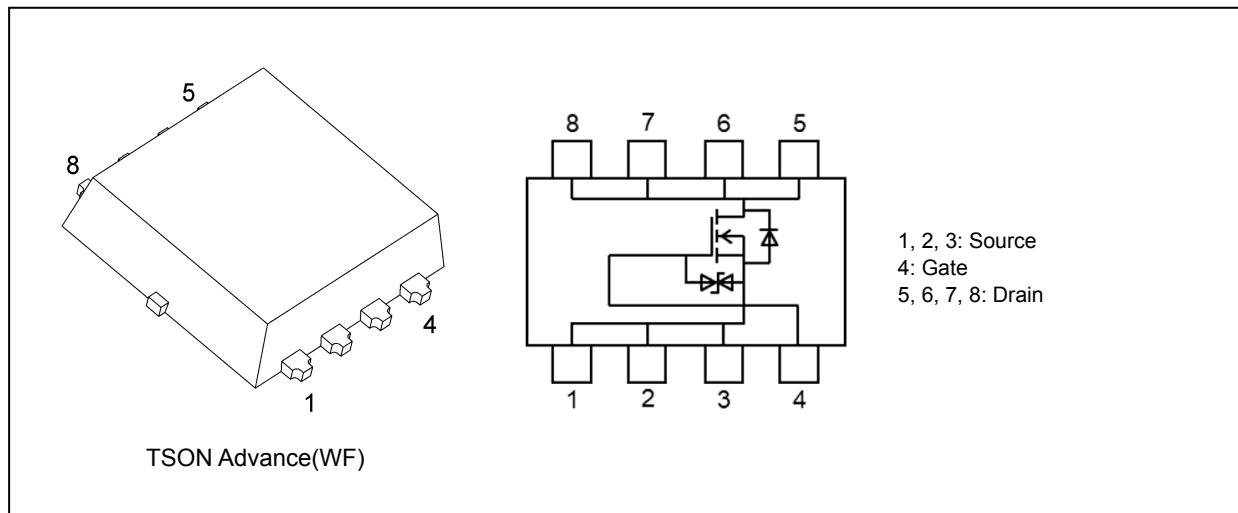 5
8
4
1
TSON Advance(WF)
8 7 6 5
1 2 3 4
1, 2, 3: Source
4: Gate
5, 6, 7, 8: Drain